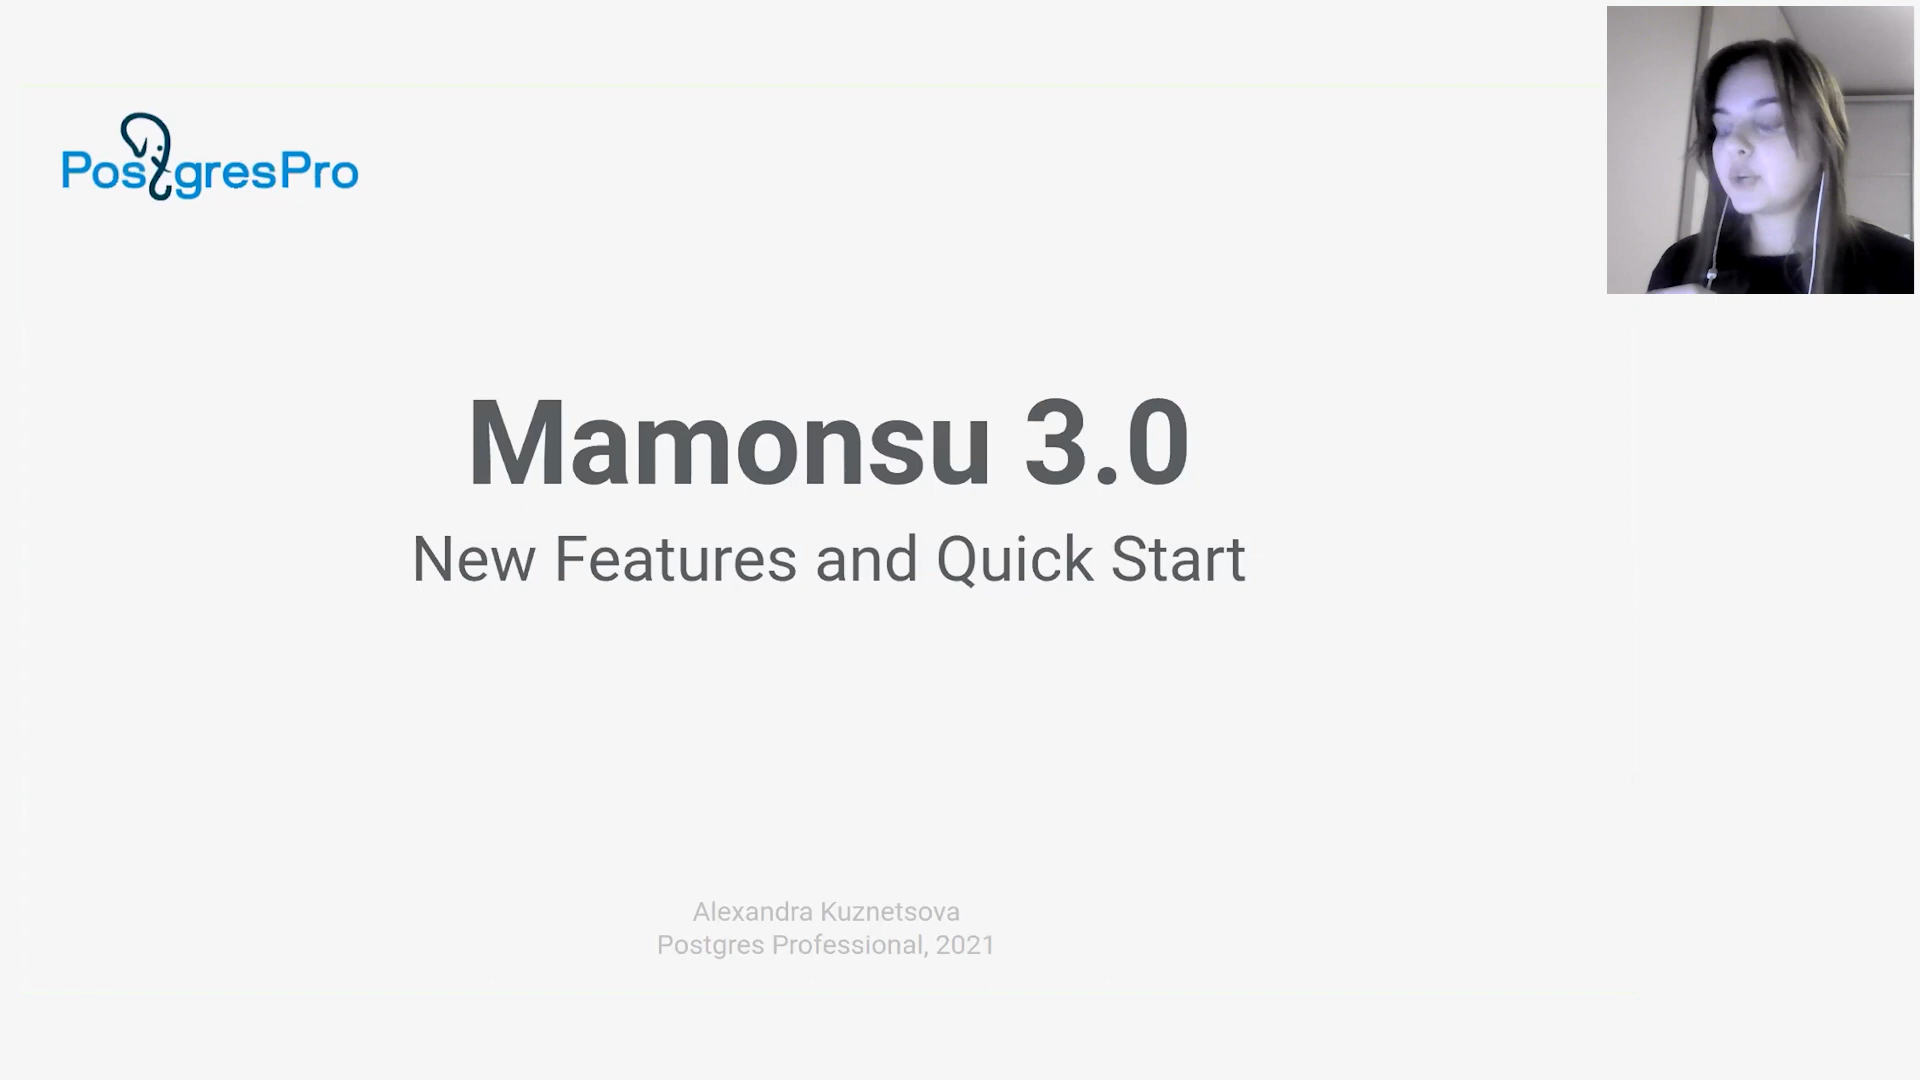 PostgresPro
Mamonsu 3.0
New Features and Quick Start
Alexandra Kuznetsova
Postgres Professional, 2021